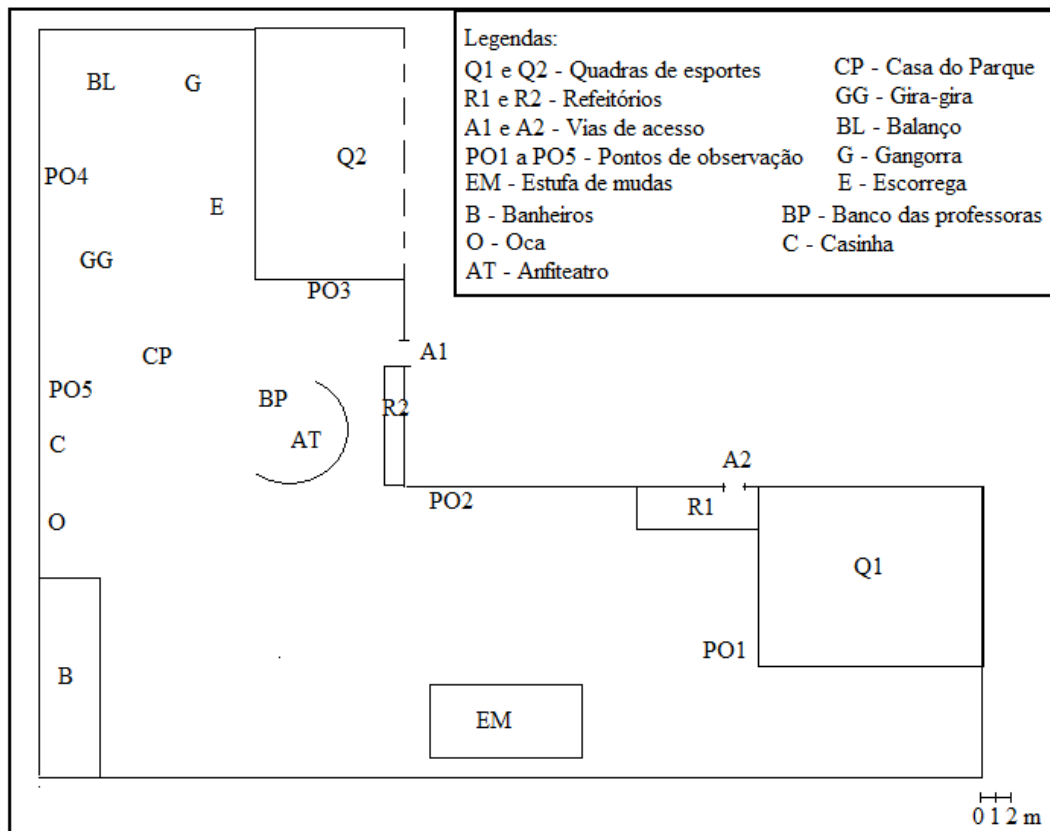 Legendas:
Q1 e Q2 - Quadras de esportes
R1 e R2 - Refeitórios
A1 e A2 - Vias de acesso
PO1 a PO5 - Pontos de observação
EM - Estufa de mudas
B - Banheiros
O - Oca
AT - Anfiteatro
CP - Casa do Parque
GG - Gira-gira
BL - Balanço
G - Gangorra
E - Escorrega
BP - Banco das professoras
C - Casinha
BL
G
Q2
PO4
E
GG
PO3
CP
A1
PO5
BP
R2
C
AT
A2
PO2
R1
O
Q1
PO1
B
EM
0 1 2 m